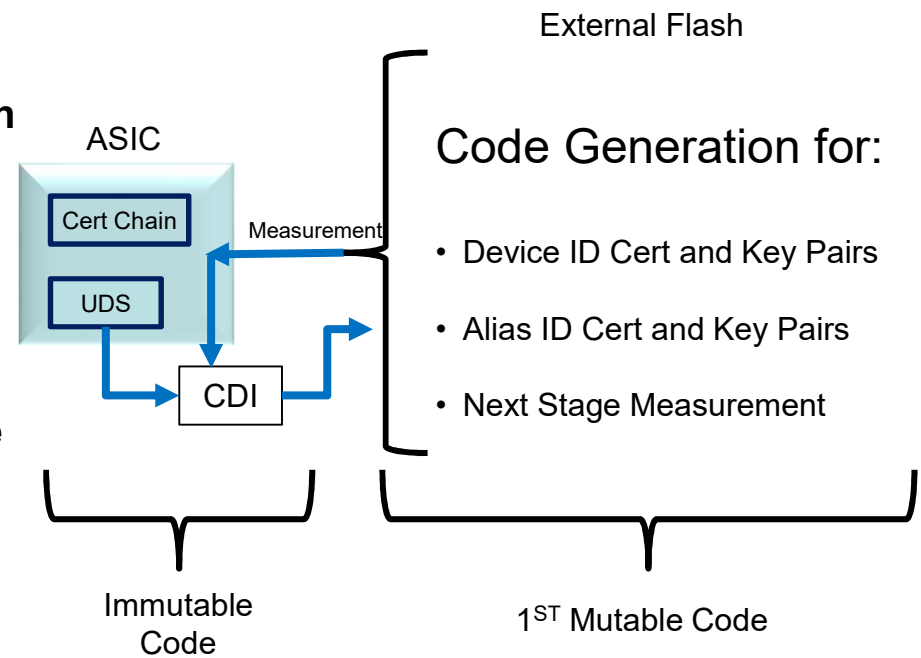 External Flash
ASIC
Code Generation for:
Cert Chain
Measurement
• Device ID Cert and Key Pairs
UDS
• Alias ID Cert and Key Pairs
CDI
• Next Stage Measurement
Immutable
Code
1ST Mutable Code